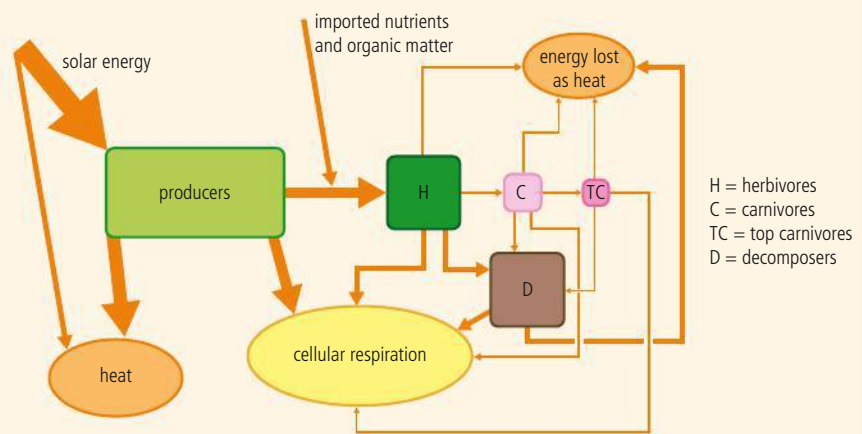 imported nutrients
and organic matter
solar energy
energy lost
as heat
producers
H
C
TC
H = herbivores
C = carnivores
TC = top carnivores
D = decomposers
D
cellular respiration
heat